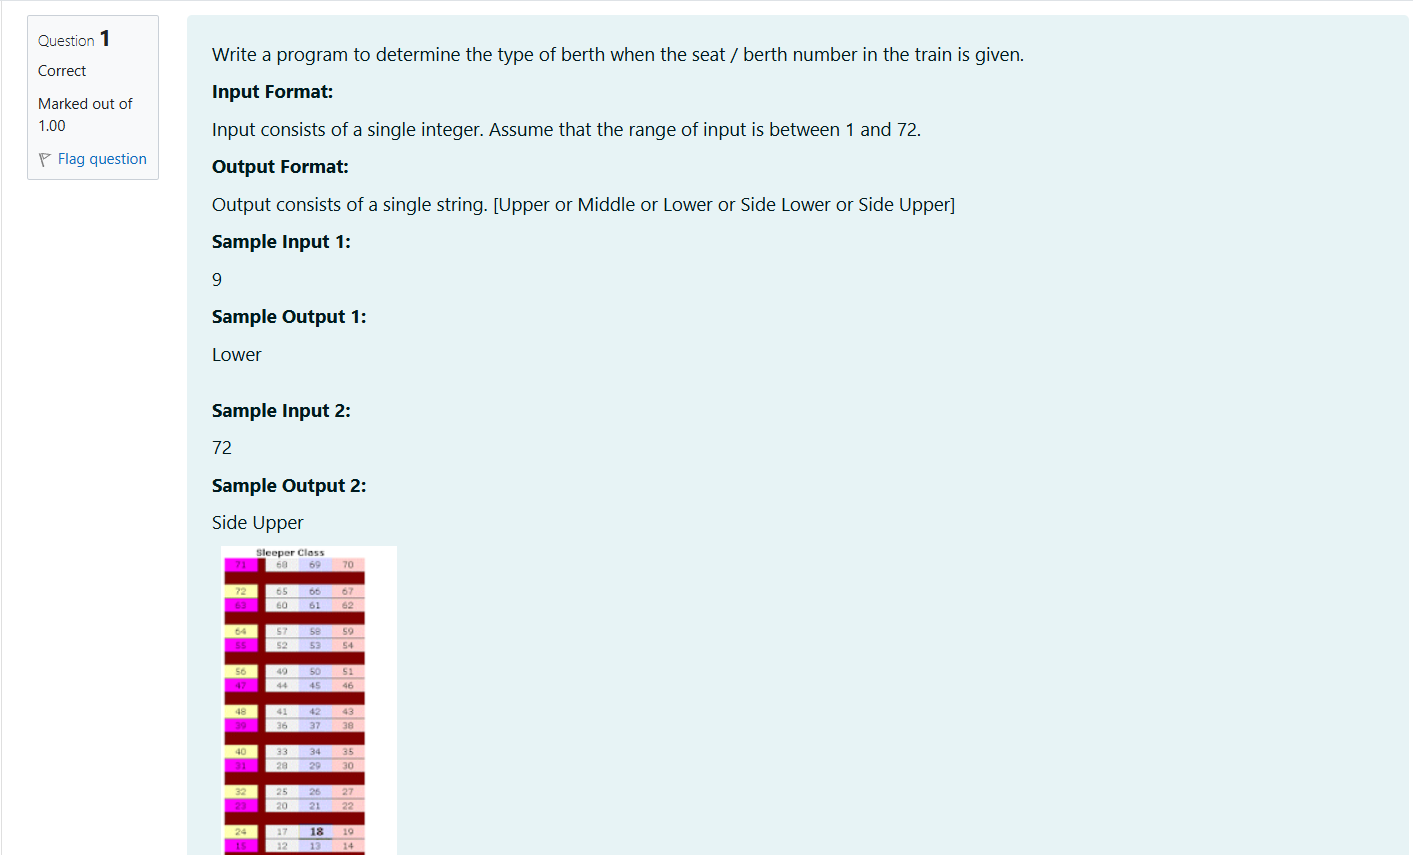 Question 1
Correct
Marked out of
1.00
Flag question
Write a program to determine the type of berth when the seat / berth number in the train is given.
Input Format:
Input consists of a single integer. Assume that the range of input is between 1 and 72.
Output Format:
Output consists of a single string. [Upper or Middle or Lower or Side Lower or Side Upper]
Sample Input 1:
9
Sample Output 1:
Lower
Sample Input 2:
72
Sample Output 2:
Side Upper
Sleeper Class
71 68 69 70
72 65 66 67
63 60 61 62
64 57 58 59
55 52 53 54
56 49 50 51
47 44 45 46
48 41 42 43
39 36 37 38
40 33 34 35
31 28 29 30
32 25 26 27
23 20 21 22
24 17 18 19
15 12 13 14